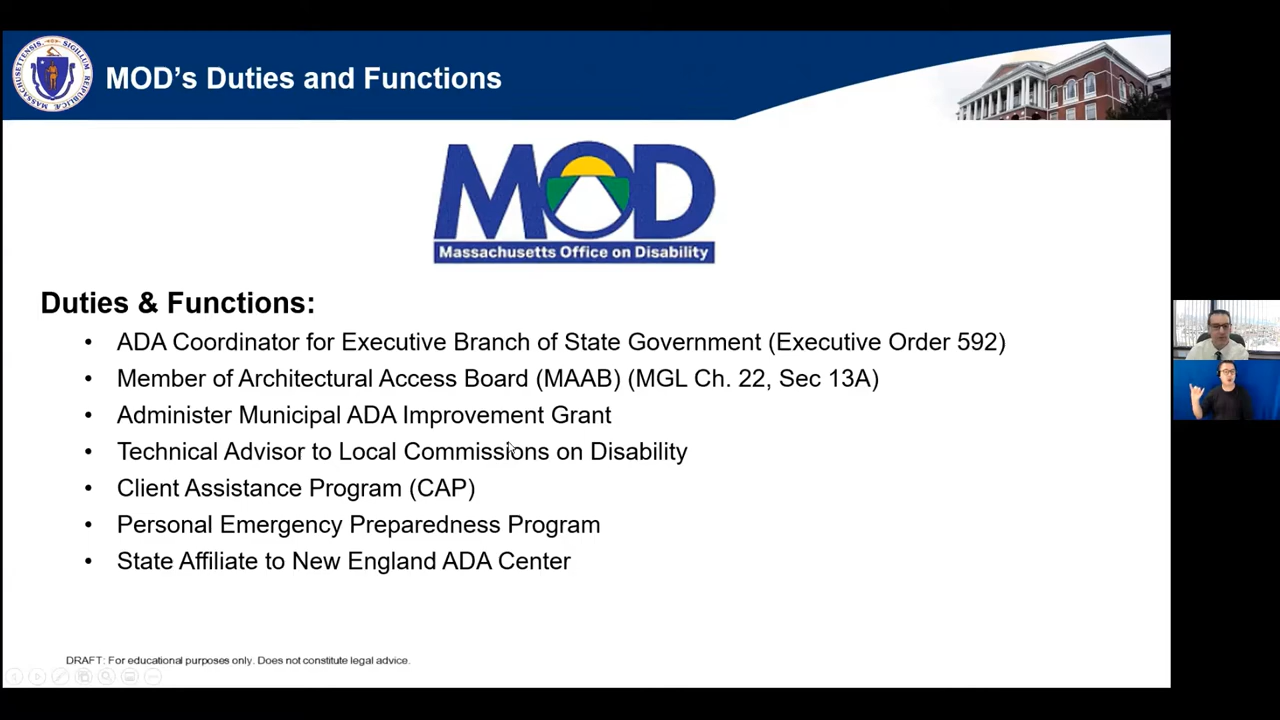 MOD's Duties and Functions
MOD
Massachusetts Office on Disability
Duties & Functions:
• ADA Coordinator for Executive Branch of State Government (Executive Order 592)
• Member of Architectural Access Board (MAAB) (MGL Ch. 22, Sec 13A)
• Administer Municipal ADA Improvement Grant
• Technical Advisor to Local Commissions on Disability
• Client Assistance Program (CAP)
• Personal Emergency Preparedness Program
• State Affiliate to New England ADA Center
DRAFT: For educational purposes only. Does not constitute legal advice.